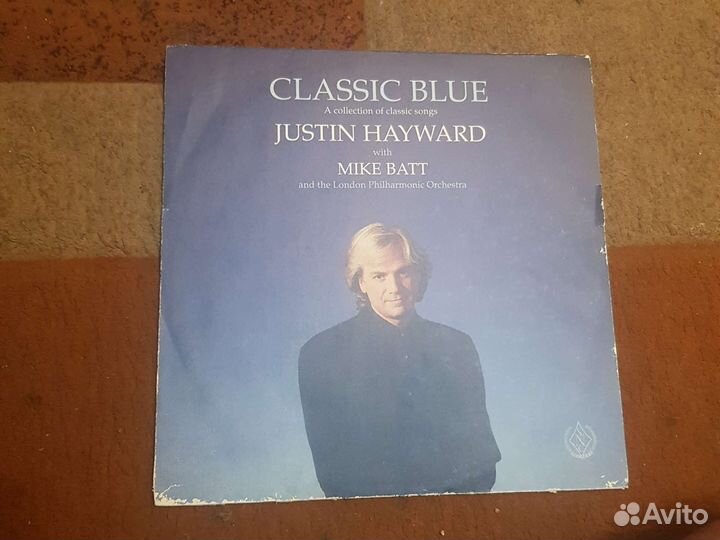 CLASSIC BLUE
A collection of classic songs
JUSTIN HAYWARD
with
MIKE BATT
and the London Philharmonic Orchestra
Avito